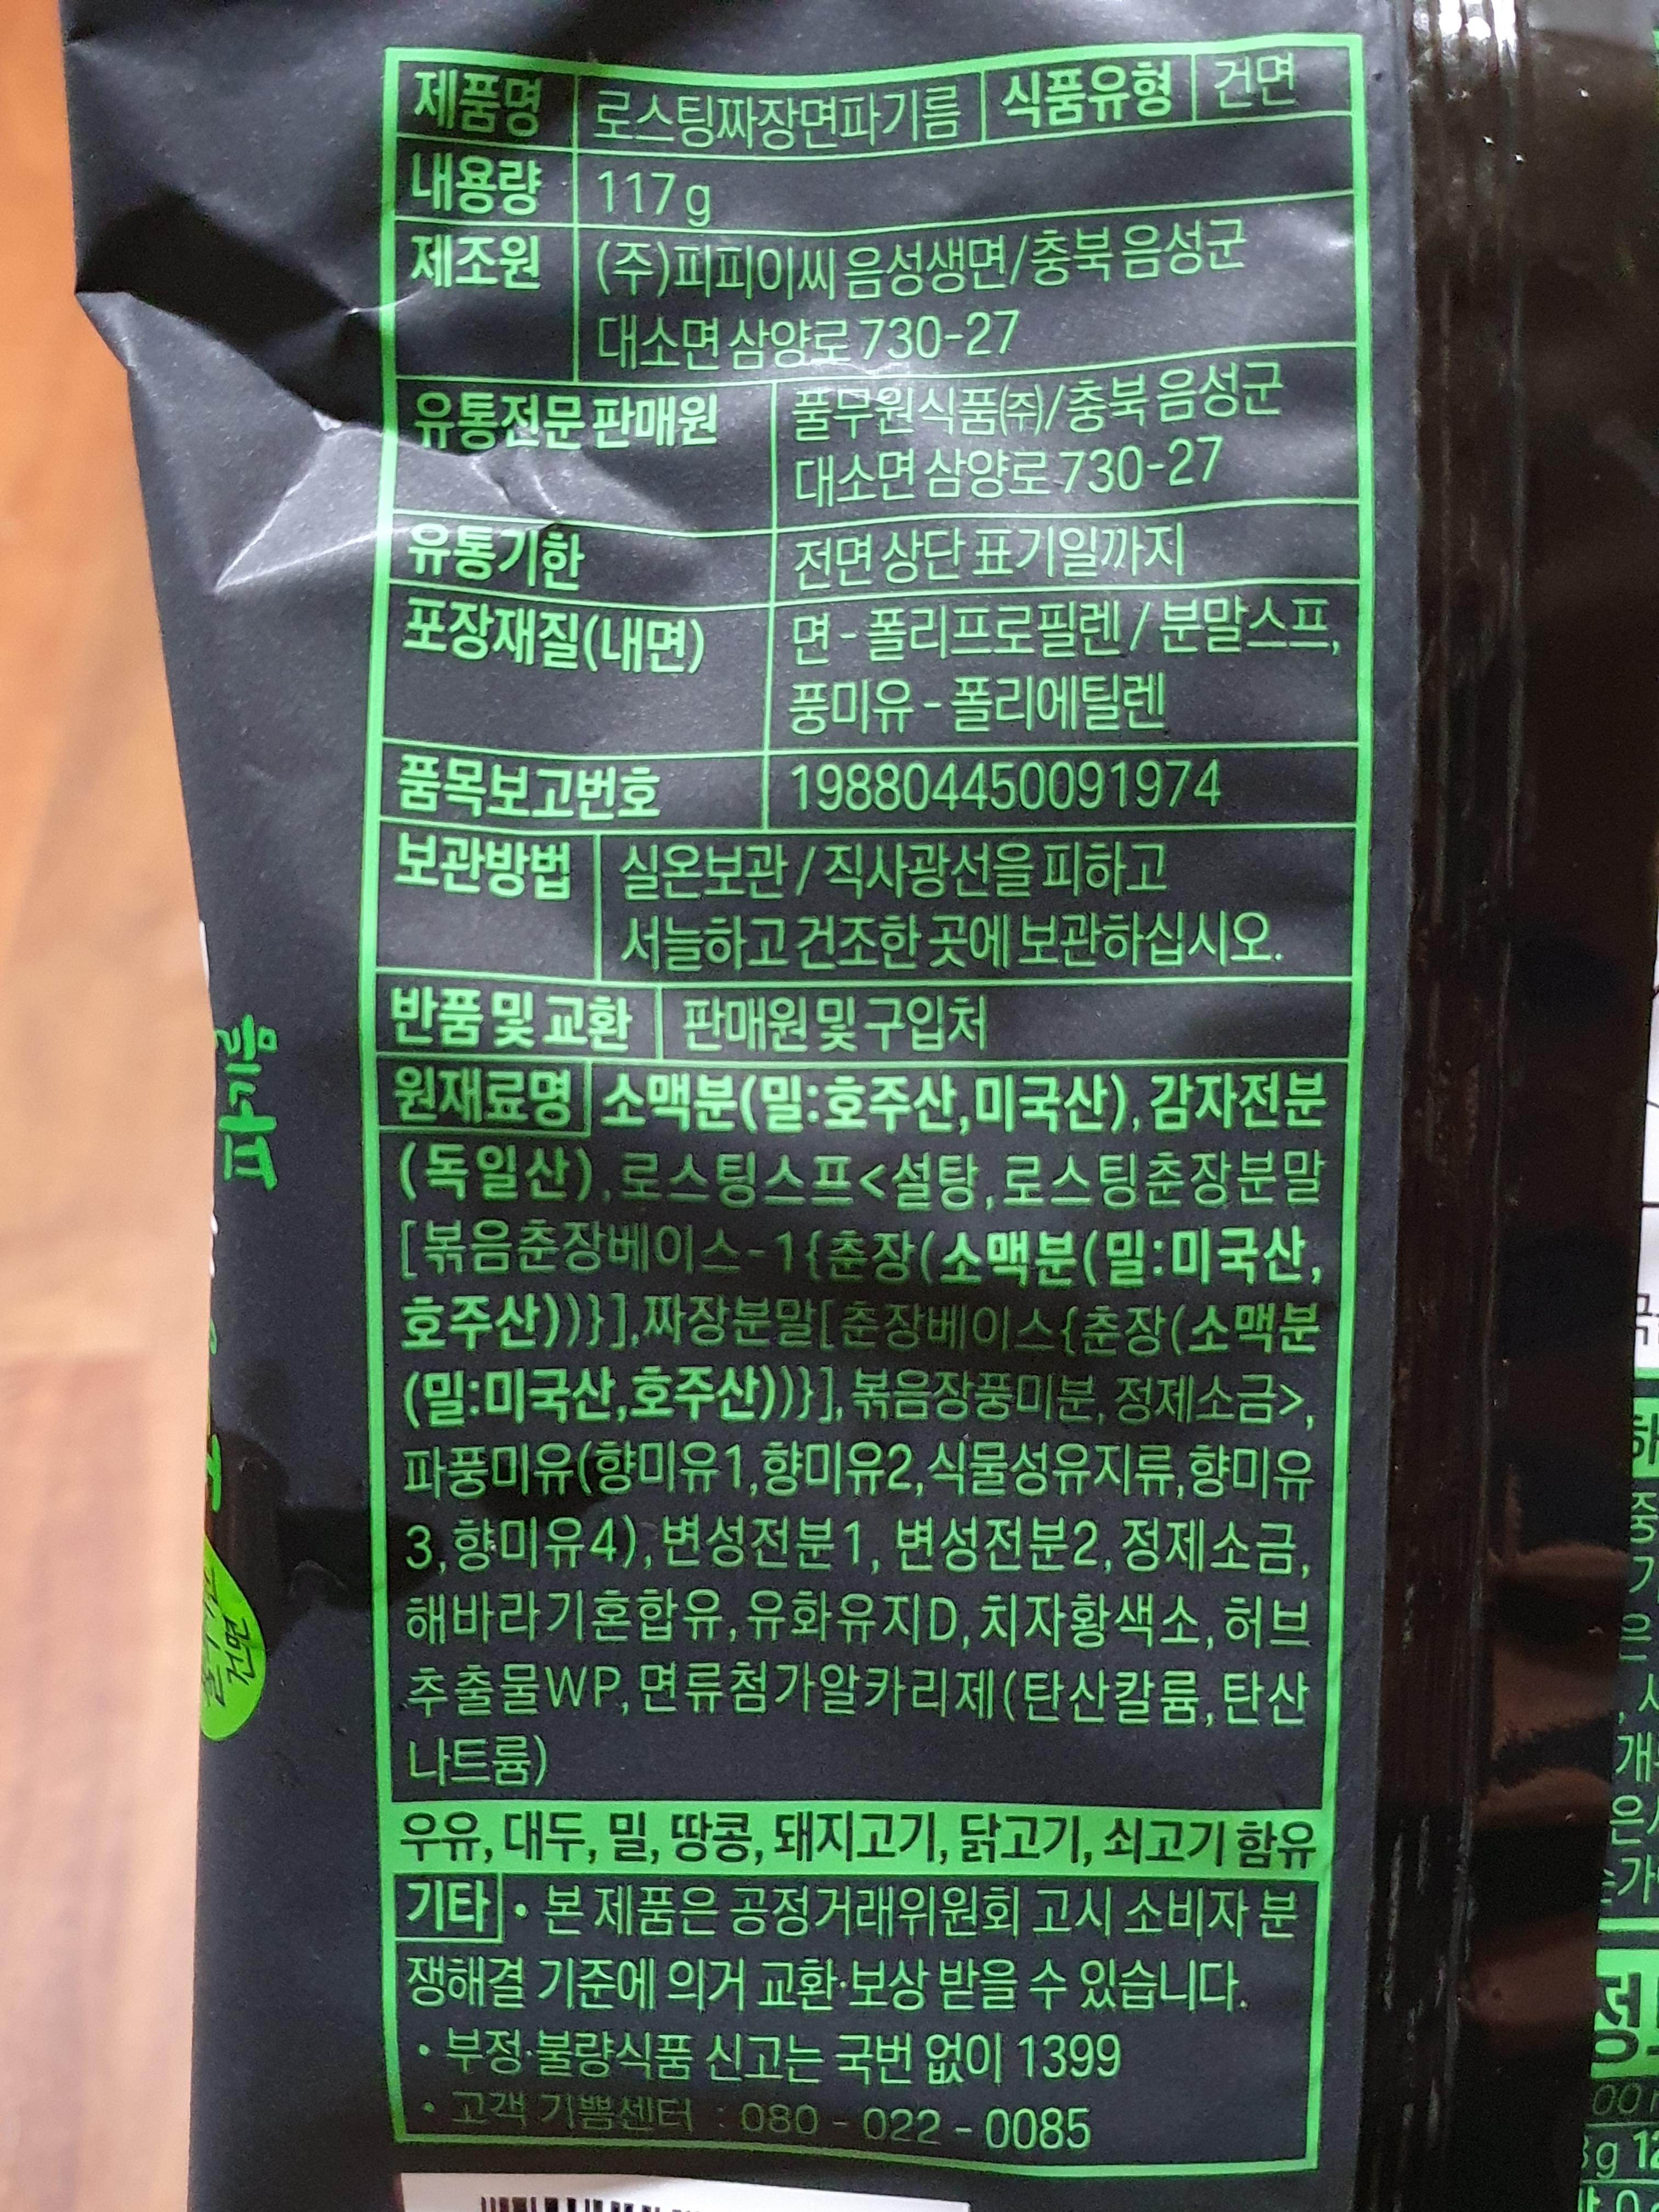 제품명 로스팅짜장면파기름 식품유형 건면
내용량 117g
제조원 (주)피피이씨 음성생면/충북 음성군
대소면 삼양로 730-27
유통전문 판매원 풀무원식품(주)/충북 음성군
대소면 삼양로 730-27
유통기한 전면 상단 표기일까지
포장재질(내면) 면 - 폴리프로필렌 / 분말스프,
풍미유 - 폴리에틸렌
품목보고번호 198804450091974
보관방법 실온보관 / 직사광선을 피하고
서늘하고 건조한 곳에 보관하십시오.
반품 및 교환 판매원 및 구입처
원재료명 소맥분(밀:호주산,미국산), 감자전분
(독일산), 로스팅스프<설탕, 로스팅춘장분말
[볶음춘장베이스-1{춘장(소맥분(밀:미국산,
호주산))}],짜장분말[춘장베이스{춘장(소맥분
(밀:미국산,호주산))}], 볶음장풍미분, 정제소금>,
파풍미유(향미유1,향미유2,식물성유지류,향미유
3,향미유4),변성전분1, 변성전분2,정제소금,
해바라기혼합유,유화유지D,치자황색소,허브
추출물WP,면류첨가알카리제(탄산칼륨,탄산
나트륨)
우유, 대두, 밀, 땅콩, 돼지고기, 닭고기, 쇠고기 함유
기타 • 본 제품은 공정거래위원회 고시 소비자 분
쟁해결 기준에 의거 교환·보상 받을 수 있습니다.
• 부정·불량식품 신고는 국번 없이 1399
• 고객 기쁨센터 : 080 - 022 - 0085
파기름
건면